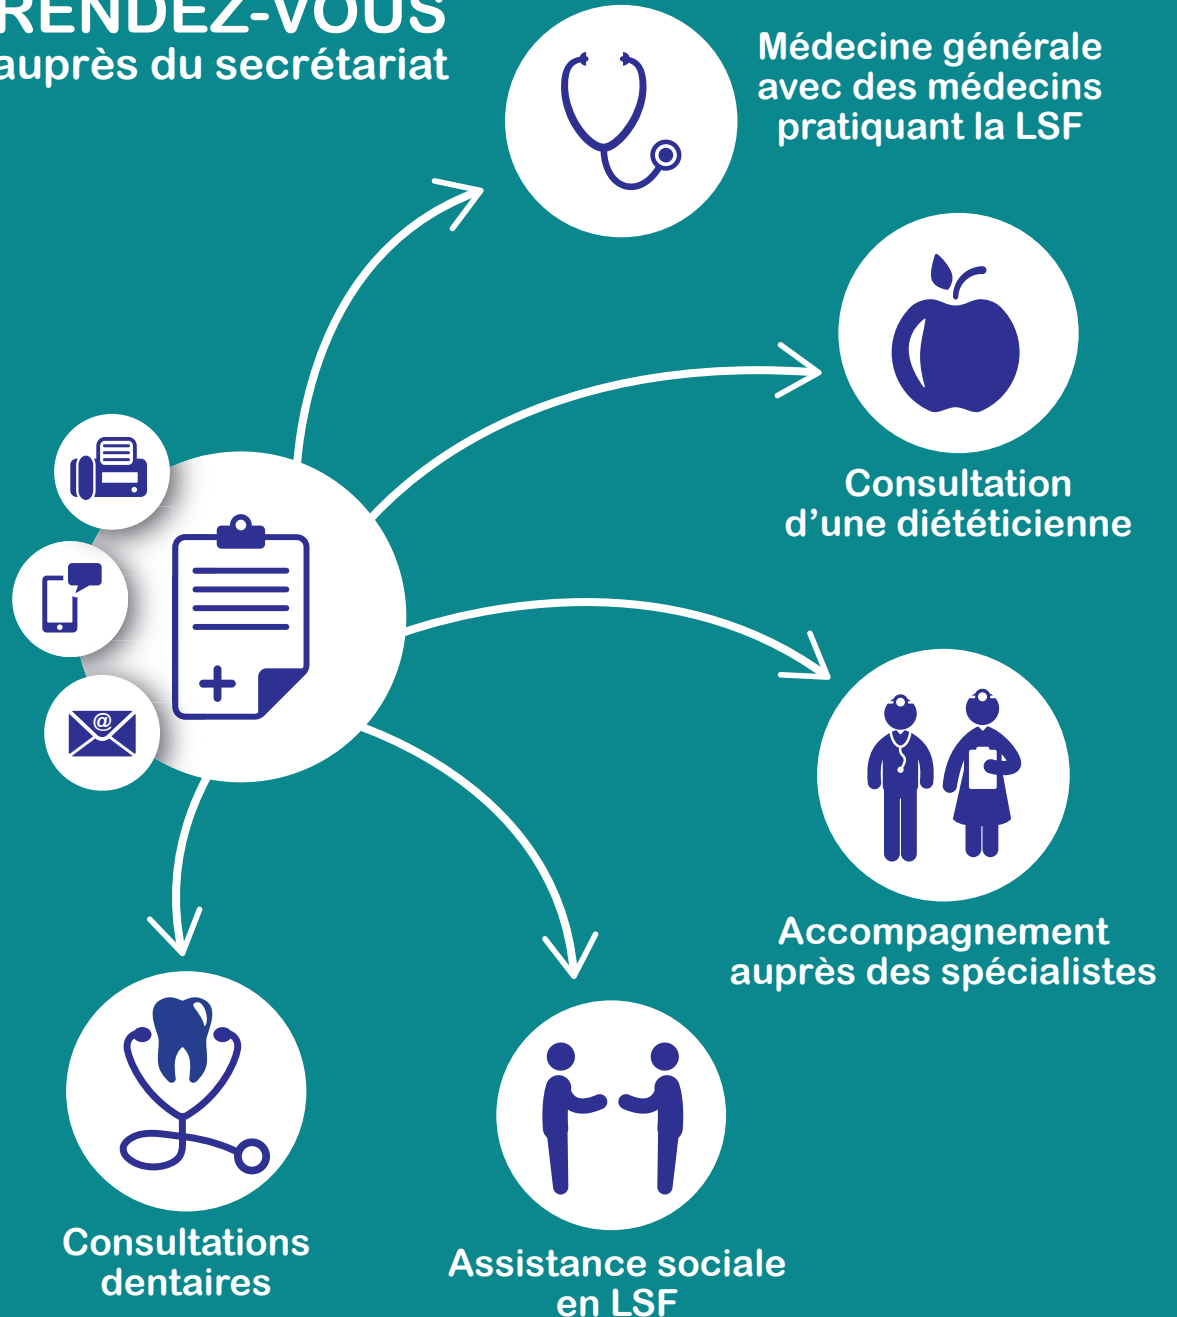 RENDEZ-VOUS
auprès du secrétariat
Médecine générale
avec des médecins
pratiquant la LSF
Consultation
d’une diététicienne
@
Accompagnement
auprès des spécialistes
Consultations
dentaires
Assistance sociale
en LSF